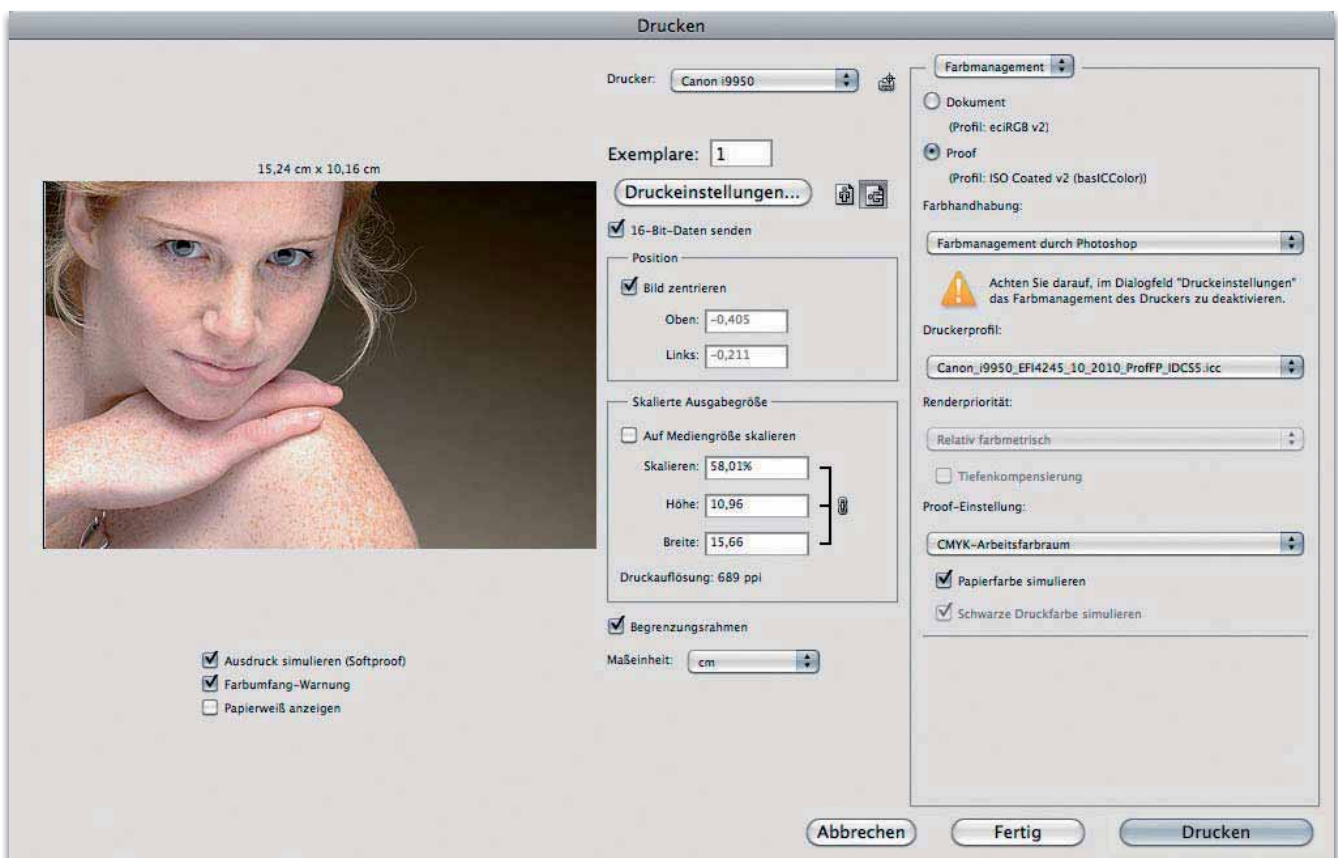 Drucken
15,24 cm x 10,16 cm
Ausdruck simulieren (Softproof)
Farbumfang-Warnung
Papierweiß anzeigen
Drucker: Canon i9950
Exemplare: 1
Druckeinstellungen...
16-Bit-Daten senden
Position
Bild zentrieren
Oben: -0,405
Links: -0,211
Skalierte Ausgabegröße
Auf Mediengröße skalieren
Skalieren: 58,01%
Höhe: 10,96
Breite: 15,66
Druckauflösung: 689 ppi
Begrenzungsrahmen
Maßeinheit: cm
Farbmanagement
Dokument
(Profil: eciRGB v2)
Proof
(Profil: ISO Coated v2 (basICColor))
Farbhandhabung:
Farbmanagement durch Photoshop
Achten Sie darauf, im Dialogfeld "Druckeinstellungen"
das Farbmanagement des Druckers zu deaktivieren.
Druckerprofil:
Canon_i9950_EFI4245_10_2010_ProfFP_IDCS5.icc
Renderpriorität:
Relativ farbmetrisch
Tiefenkompensierung
Proof-Einstellung:
CMYK-Arbeitsfarbraum
Papierfarbe simulieren
Schwarze Druckfarbe simulieren
Abbrechen
Fertig
Drucken